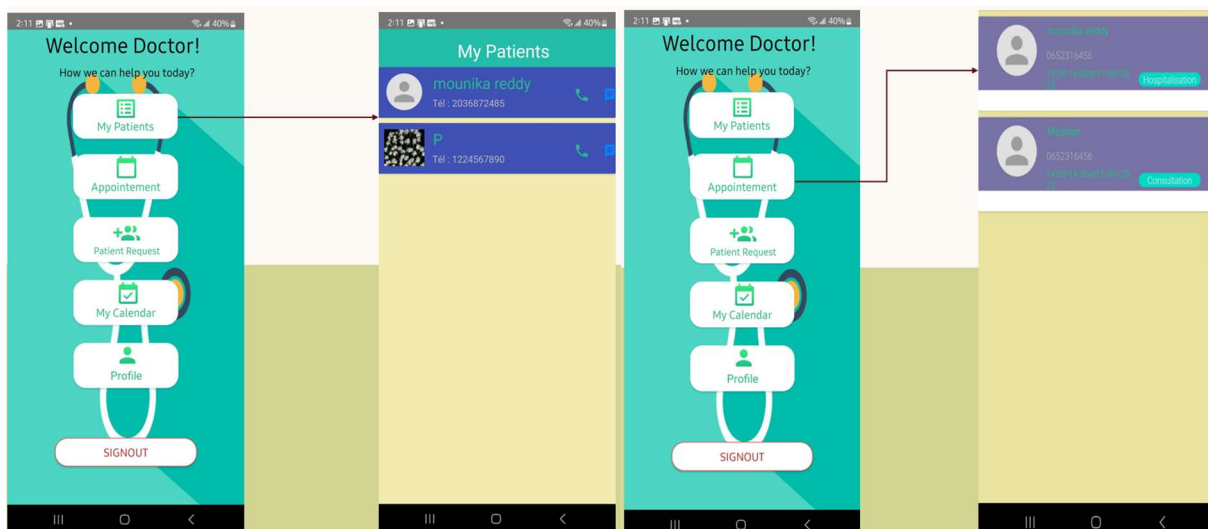 2:11
40%
Welcome Doctor!
How we can help you today?
My Patients
Appointement
Patient Request
My Calendar
Profile
SIGNOUT
2:11
40%
My Patients
mounika reddy
Tél : 2036872485
P
Tél : 1224567890
2:11
40%
Welcome Doctor!
How we can help you today?
My Patients
Appointement
Patient Request
My Calendar
Profile
SIGNOUT
mounika reddy
0652316456
Hospitalisation
Muskan
0652316456
Consultation